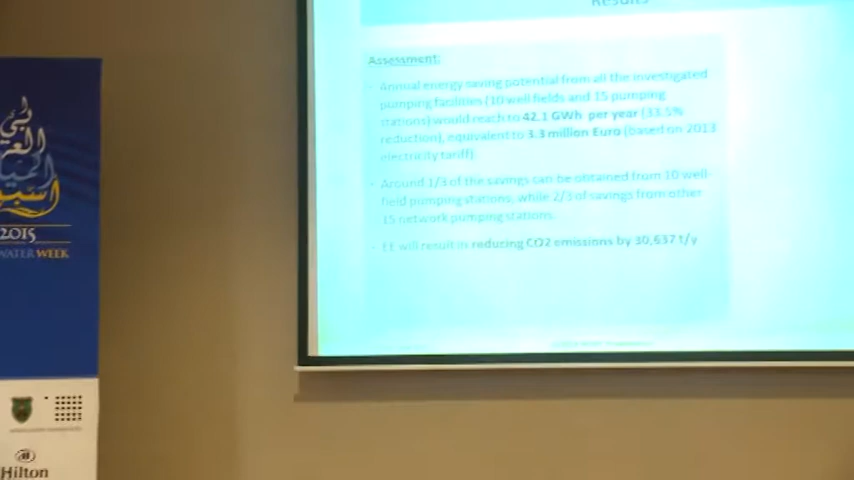 Results
Assessment:
Annual energy saving potential from all the investigated
pumping facilities (10 well fields and 15 pumping
stations) would reach to 42.1 GWh per year (33.5%
reduction), equivalent to 3.3 million Euro (based on 2013
electricity tariff).
Around 1/3 of the savings can be obtained from 10 well-
field pumping stations, while 2/3 of savings from other
15 network pumping stations.
EE will result in reducing CO2 emissions by 30,637 t/y
2015
WATER WEEK
Hilton